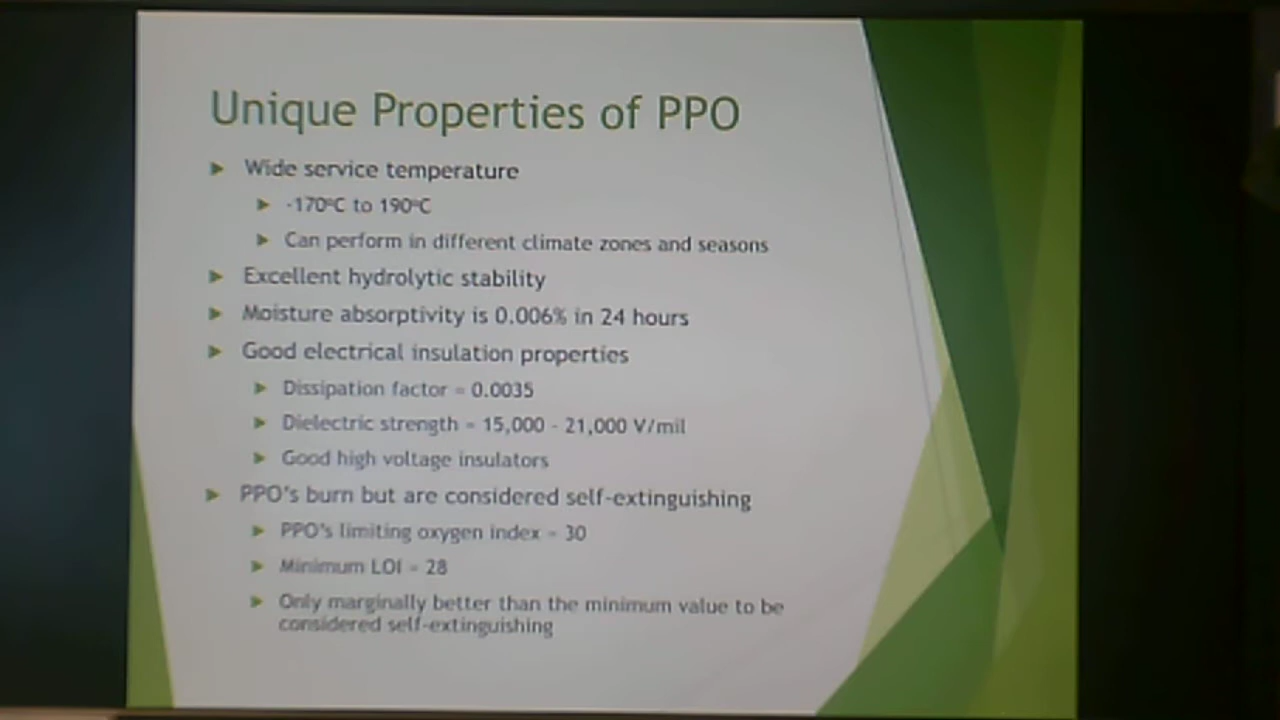 Unique Properties of PPO
Wide service temperature
-170°C to 190°C
Can perform in different climate zones and seasons
Excellent hydrolytic stability
Moisture absorptivity is 0.006% in 24 hours
Good electrical insulation properties
Dissipation factor = 0.0035
Dielectric strength = 15,000 - 21,000 V/mil
Good high voltage insulators
PPO's burn but are considered self-extinguishing
PPO's limiting oxygen index = 30
Minimum LOI = 28
Only marginally better than the minimum value to be
considered self-extinguishing